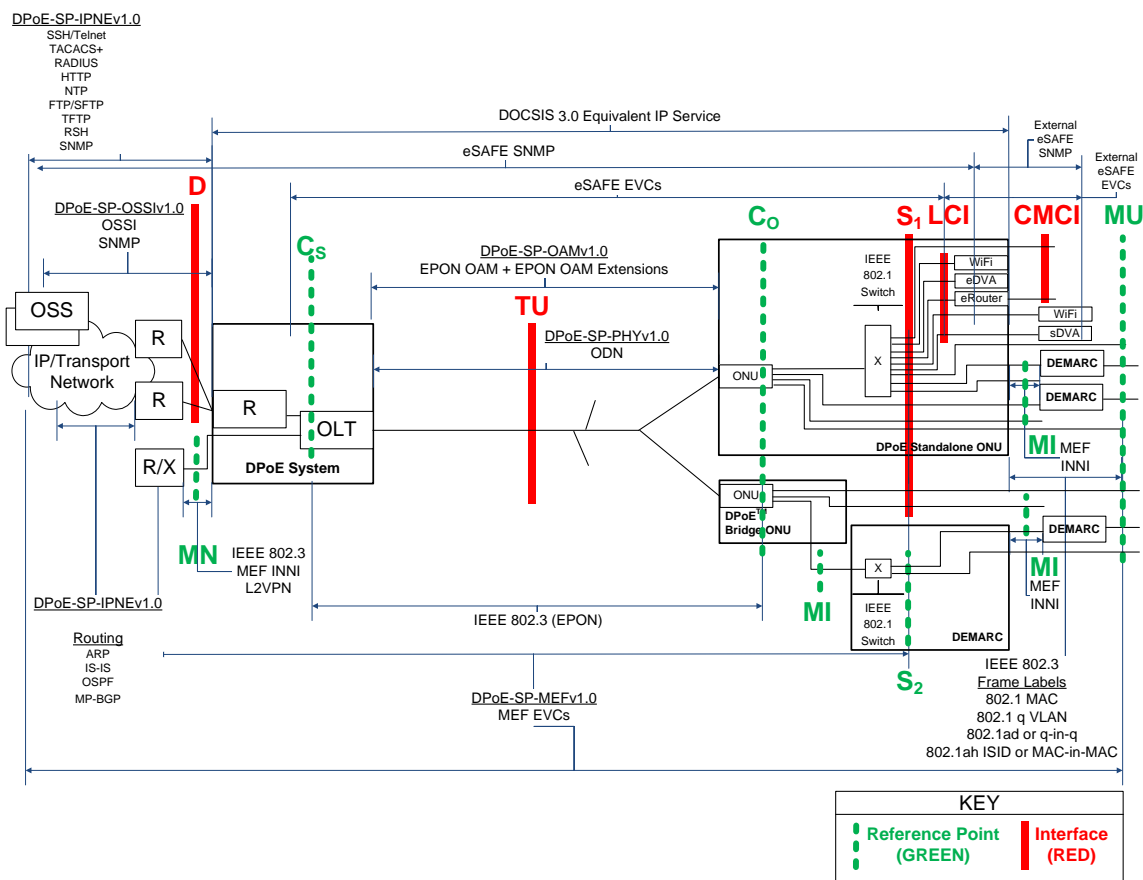 DPoE-SP-IPNEv1.0
SSH/Telnet
TACACS+
RADIUS
HTTP
NTP
FTP/SFTP
TFTP
RSH
SNMP
DOCSIS 3.0 Equivalent IP Service
eSAFE SNMP
External
eSAFE
SNMP
External
eSAFE
EVCs
eSAFE EVCs
D
DPoE-SP-OSSIv1.0
OSSI
SNMP
CS
DPoE-SP-OAMv1.0
EPON OAM + EPON OAM Extensions
TU
DPoE-SP-PHYv1.0
ODN
CO
S1
LCI
CMCI
MU
IEEE
802.1
Switch
WiFi
eDVA
eRouter
WiFi
sDVA
X
ONU
DEMARC
DEMARC
DPoE Standalone ONU
MI
MEF
INNI
OSS
IP/Transport
Network
R
R
R/X
R
OLT
DPoE System
MN
IEEE 802.3
MEF INNI
L2VPN
ONU
DPoE™
Bridge ONU
MI
X
IEEE
802.1
Switch
DEMARC
S2
DEMARC
MI
MEF
INNI
IEEE 802.3 (EPON)
DPoE-SP-IPNEv1.0
Routing
ARP
IS-IS
OSPF
MP-BGP
DPoE-SP-MEFv1.0
MEF EVCs
IEEE 802.3
Frame Labels
802.1 MAC
802.1 q VLAN
802.1ad or q-in-q
802.1ah ISID or MAC-in-MAC
KEY
Reference Point
(GREEN)
Interface
(RED)